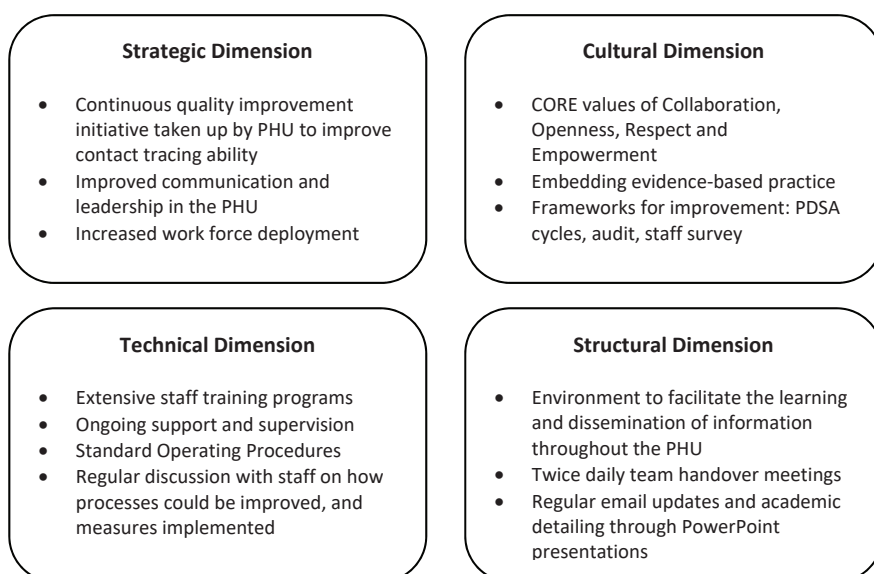 Strategic Dimension
• Continuous quality improvement
initiative taken up by PHU to improve
contact tracing ability
• Improved communication and
leadership in the PHU
• Increased work force deployment
Cultural Dimension
• CORE values of Collaboration,
Openness, Respect and
Empowerment
• Embedding evidence-based practice
• Frameworks for improvement: PDSA
cycles, audit, staff survey
Technical Dimension
• Extensive staff training programs
• Ongoing support and supervision
• Standard Operating Procedures
• Regular discussion with staff on how
processes could be improved, and
measures implemented
Structural Dimension
• Environment to facilitate the learning
and dissemination of information
throughout the PHU
• Twice daily team handover meetings
• Regular email updates and academic
detailing through PowerPoint
presentations